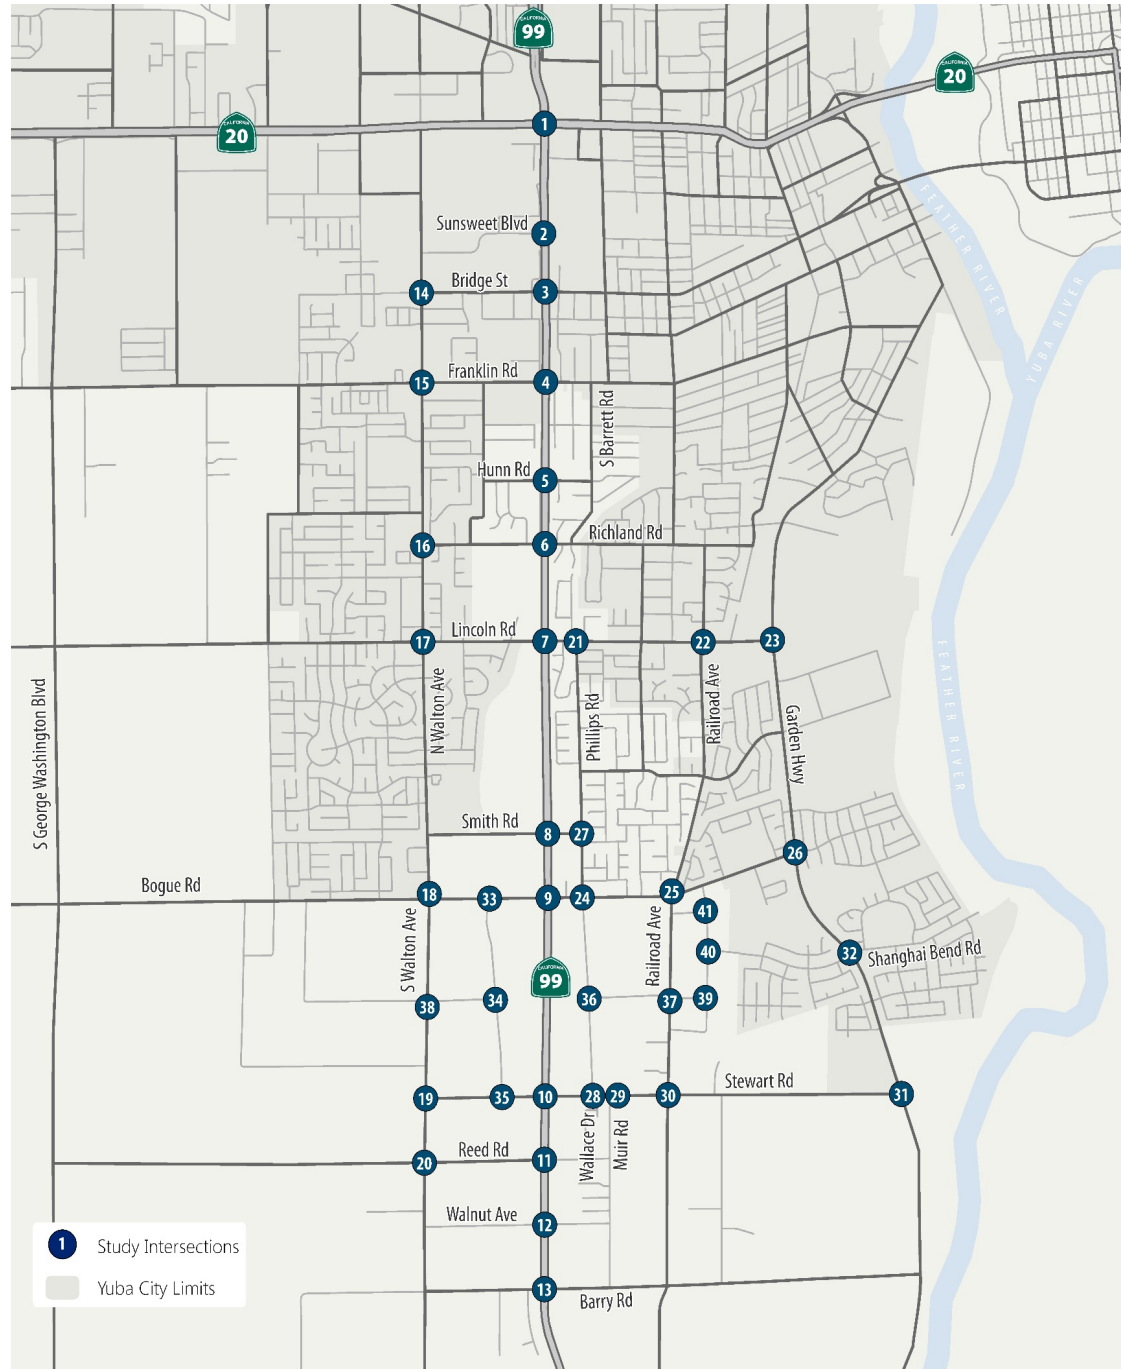 CALIFORNIA
99
CALIFORNIA
20
CALIFORNIA
20
1
Sunsweet Blvd
2
FEATHER RIVER
YUBA RIVER
Bridge St
14
3
Franklin Rd
15
4
S Barrett Rd
Hunn Rd
5
Richland Rd
16
6
Lincoln Rd
17
7
21
22
23
N Walton Ave
Phillips Rd
Railroad Ave
Garden Hwy
FEATHER RIVER
S George Washington Blvd
Smith Rd
8
27
26
Bogue Rd
18
33
9
24
25
41
S Walton Ave
Railroad Ave
40
32
Shanghai Bend Rd
CALIFORNIA
99
38
34
36
37
39
Stewart Rd
19
35
10
28
29
30
31
Wallace Dr
Muir Rd
Reed Rd
20
11
Walnut Ave
12
13
Barry Rd
1
Study Intersections
Yuba City Limits